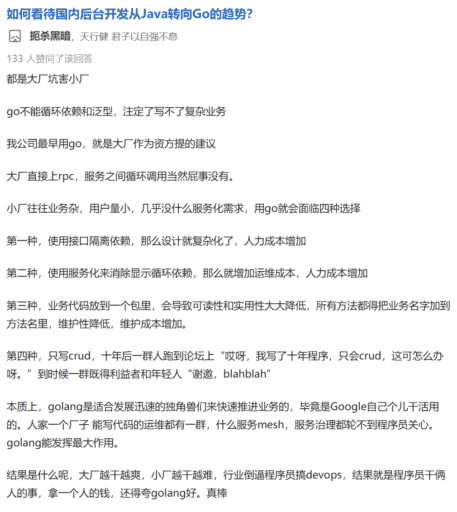 如何看待国内后台开发从Java转向Go的趋势？
扼杀黑暗，天行健 君子以自强不息
133 人赞同了该回答
都是大厂坑害小厂
go不能循环依赖和泛型，注定了写不了复杂业务
我公司最早用go，就是大厂作为资方提的建议
大厂直接上rpc，服务之间循环调用当然屁事没有。
小厂往往业务杂，用户量小，几乎没什么服务化需求，用go就会面临四种选择
第一种，使用接口隔离依赖，那么设计就复杂化了，人力成本增加
第二种，使用服务化来消除显示循环依赖，那么就增加运维成本，人力成本增加
第三种，业务代码放到一个包里，会导致可读性和实用性大大降低，所有方法都得把业务名字加到
方法名里，维护性降低，维护成本增加。
第四种，只写crud，十年后一群人跑到论坛上“哎呀，我写了十年程序，只会crud，这可怎么办
呀。”到时候一群既得利益者和年轻人“谢邀，blahblah”
本质上，golang是适合发展迅速的独角兽们来快速推进业务的，毕竟是Google自己个儿干活用
的。人家一个厂子 能写代码的运维都有一群，什么服务mesh，服务治理都轮不到程序员关心。
golang能发挥最大作用。
结果是什么呢，大厂越干越爽，小厂越干越难，行业倒逼程序员搞devops，结果就是程序员干俩
人的事，拿一个人的钱，还得夸golang好。真棒